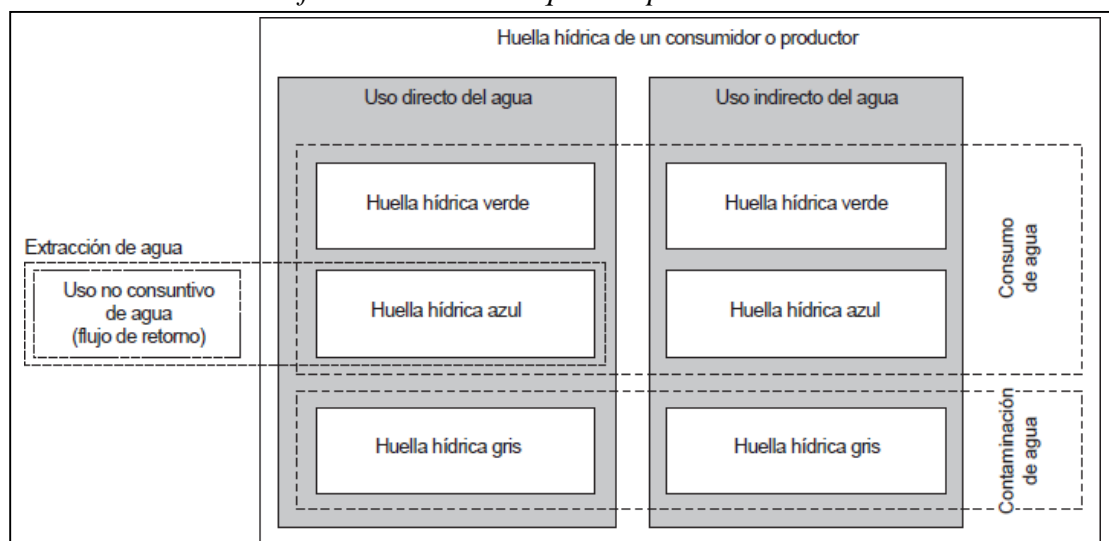 Huella hídrica de un consumidor o productor
Uso directo del agua
Uso indirecto del agua
Huella hídrica verde
Huella hídrica verde
Extracción de agua
Uso no consuntivo
de agua
(flujo de retorno)
Huella hídrica azul
Huella hídrica azul
Consumo
de agua
Huella hídrica gris
Huella hídrica gris
Contaminación
de agua